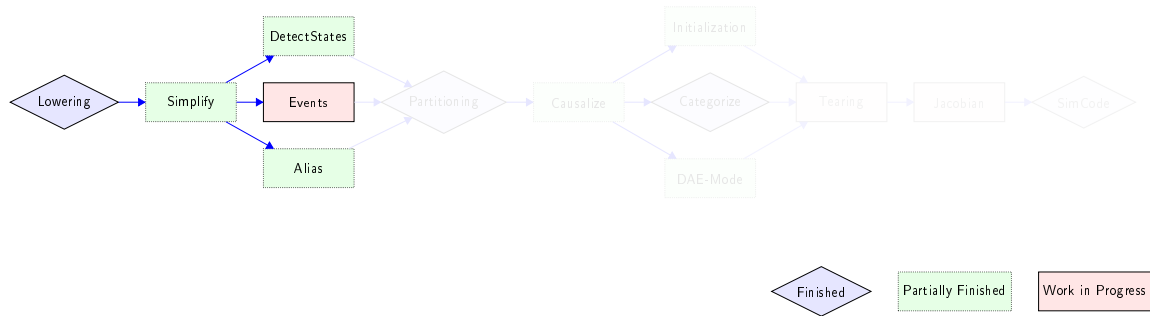 Lowering
Simplify
DetectStates
Events
Alias
Partitioning
Causalize
Initialization
Categorize
DAE-Mode
Tearing
Jacobian
SimCode
Finished
Partially Finished
Work in Progress